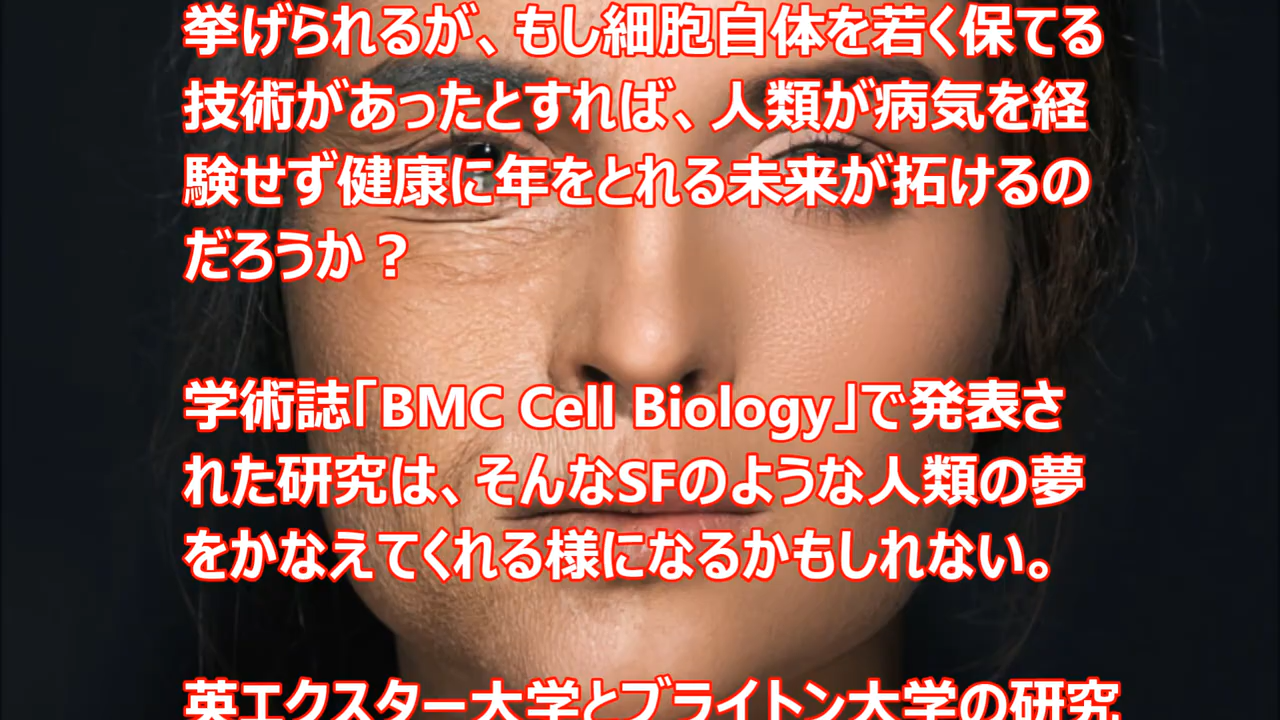 挙げられるが、もし細胞自体を若く保てる
技術があったとすれば、人類が病気を経
験せず健康に年をとれる未来が拓けるの
だろうか？
学術誌「BMC Cell Biology」で発表さ
れた研究は、そんなSFのような人類の夢
をかなえてくれる様になるかもしれない。
英エクスター大学とブライトン大学の研究